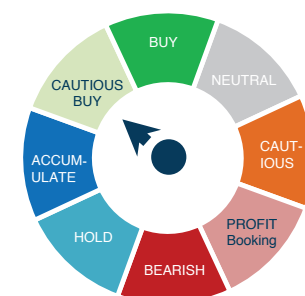 BUY
NEUTRAL
CAUT-
IOUS
PROFIT
Booking
BEARISH
HOLD
ACCUM-
ULATE
CAUTIOUS
BUY